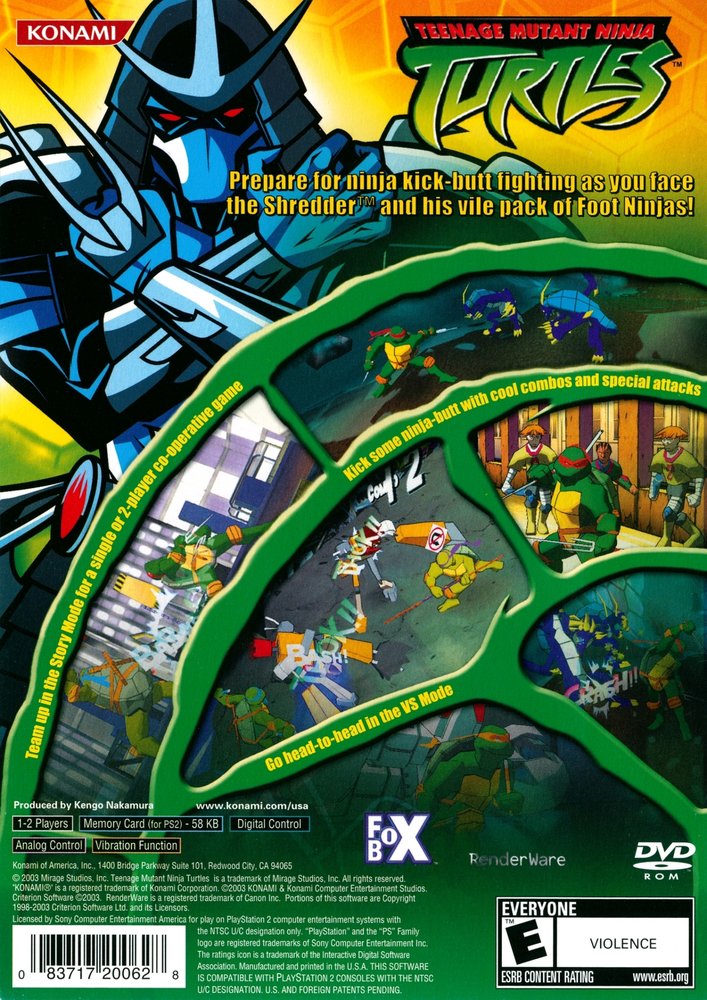 KONAMI
TEENAGE MUTANT NINJA
TURTLES™
Prepare for ninja kick-butt fighting as you face
the Shredder™ and his vile pack of Foot Ninjas!
Team up in the Story Mode for a single or 2-player co-operative game
Kick some ninja-butt with cool combos and special attacks
2
KICK!!
BASH!
CRASH!!
Go head-to-head in the VS Mode
Produced by Kengo Nakamura
www.konami.com/usa
1-2 Players
Memory Card (for PS2) - 58 KB
Digital Control
Analog Control
Vibration Function
FOX BOX
RenderWare
DVD
ROM
Konami of America, Inc., 1400 Bridge Parkway Suite 101, Redwood City, CA 94065
© 2003 Mirage Studios, Inc. Teenage Mutant Ninja Turtles is a trademark of Mirage Studios, Inc. All rights reserved.
"KONAMI®" is a registered trademark of Konami Corporation. ©2003 KONAMI & Konami Computer Entertainment Studios.
Criterion Software ©2003. RenderWare is a registered trademark of Canon Inc. Portions of this software are Copyright
1998-2003 Criterion Software Ltd. and its Licensors.
Licensed by Sony Computer Entertainment America for play on PlayStation 2 computer entertainment systems with
the NTSC U/C designation only. "PlayStation" and the "PS" Family
logo are registered trademarks of Sony Computer Entertainment Inc.
The ratings icon is a trademark of the Interactive Digital Software
Association. Manufactured and printed in the U.S.A. THIS SOFTWARE
IS COMPATIBLE WITH PLAYSTATION 2 CONSOLES WITH THE NTSC
U/C DESIGNATION. U.S. AND FOREIGN PATENTS PENDING.
0 83717 20062 8
EVERYONE
E
VIOLENCE
ESRB CONTENT RATING
www.esrb.org